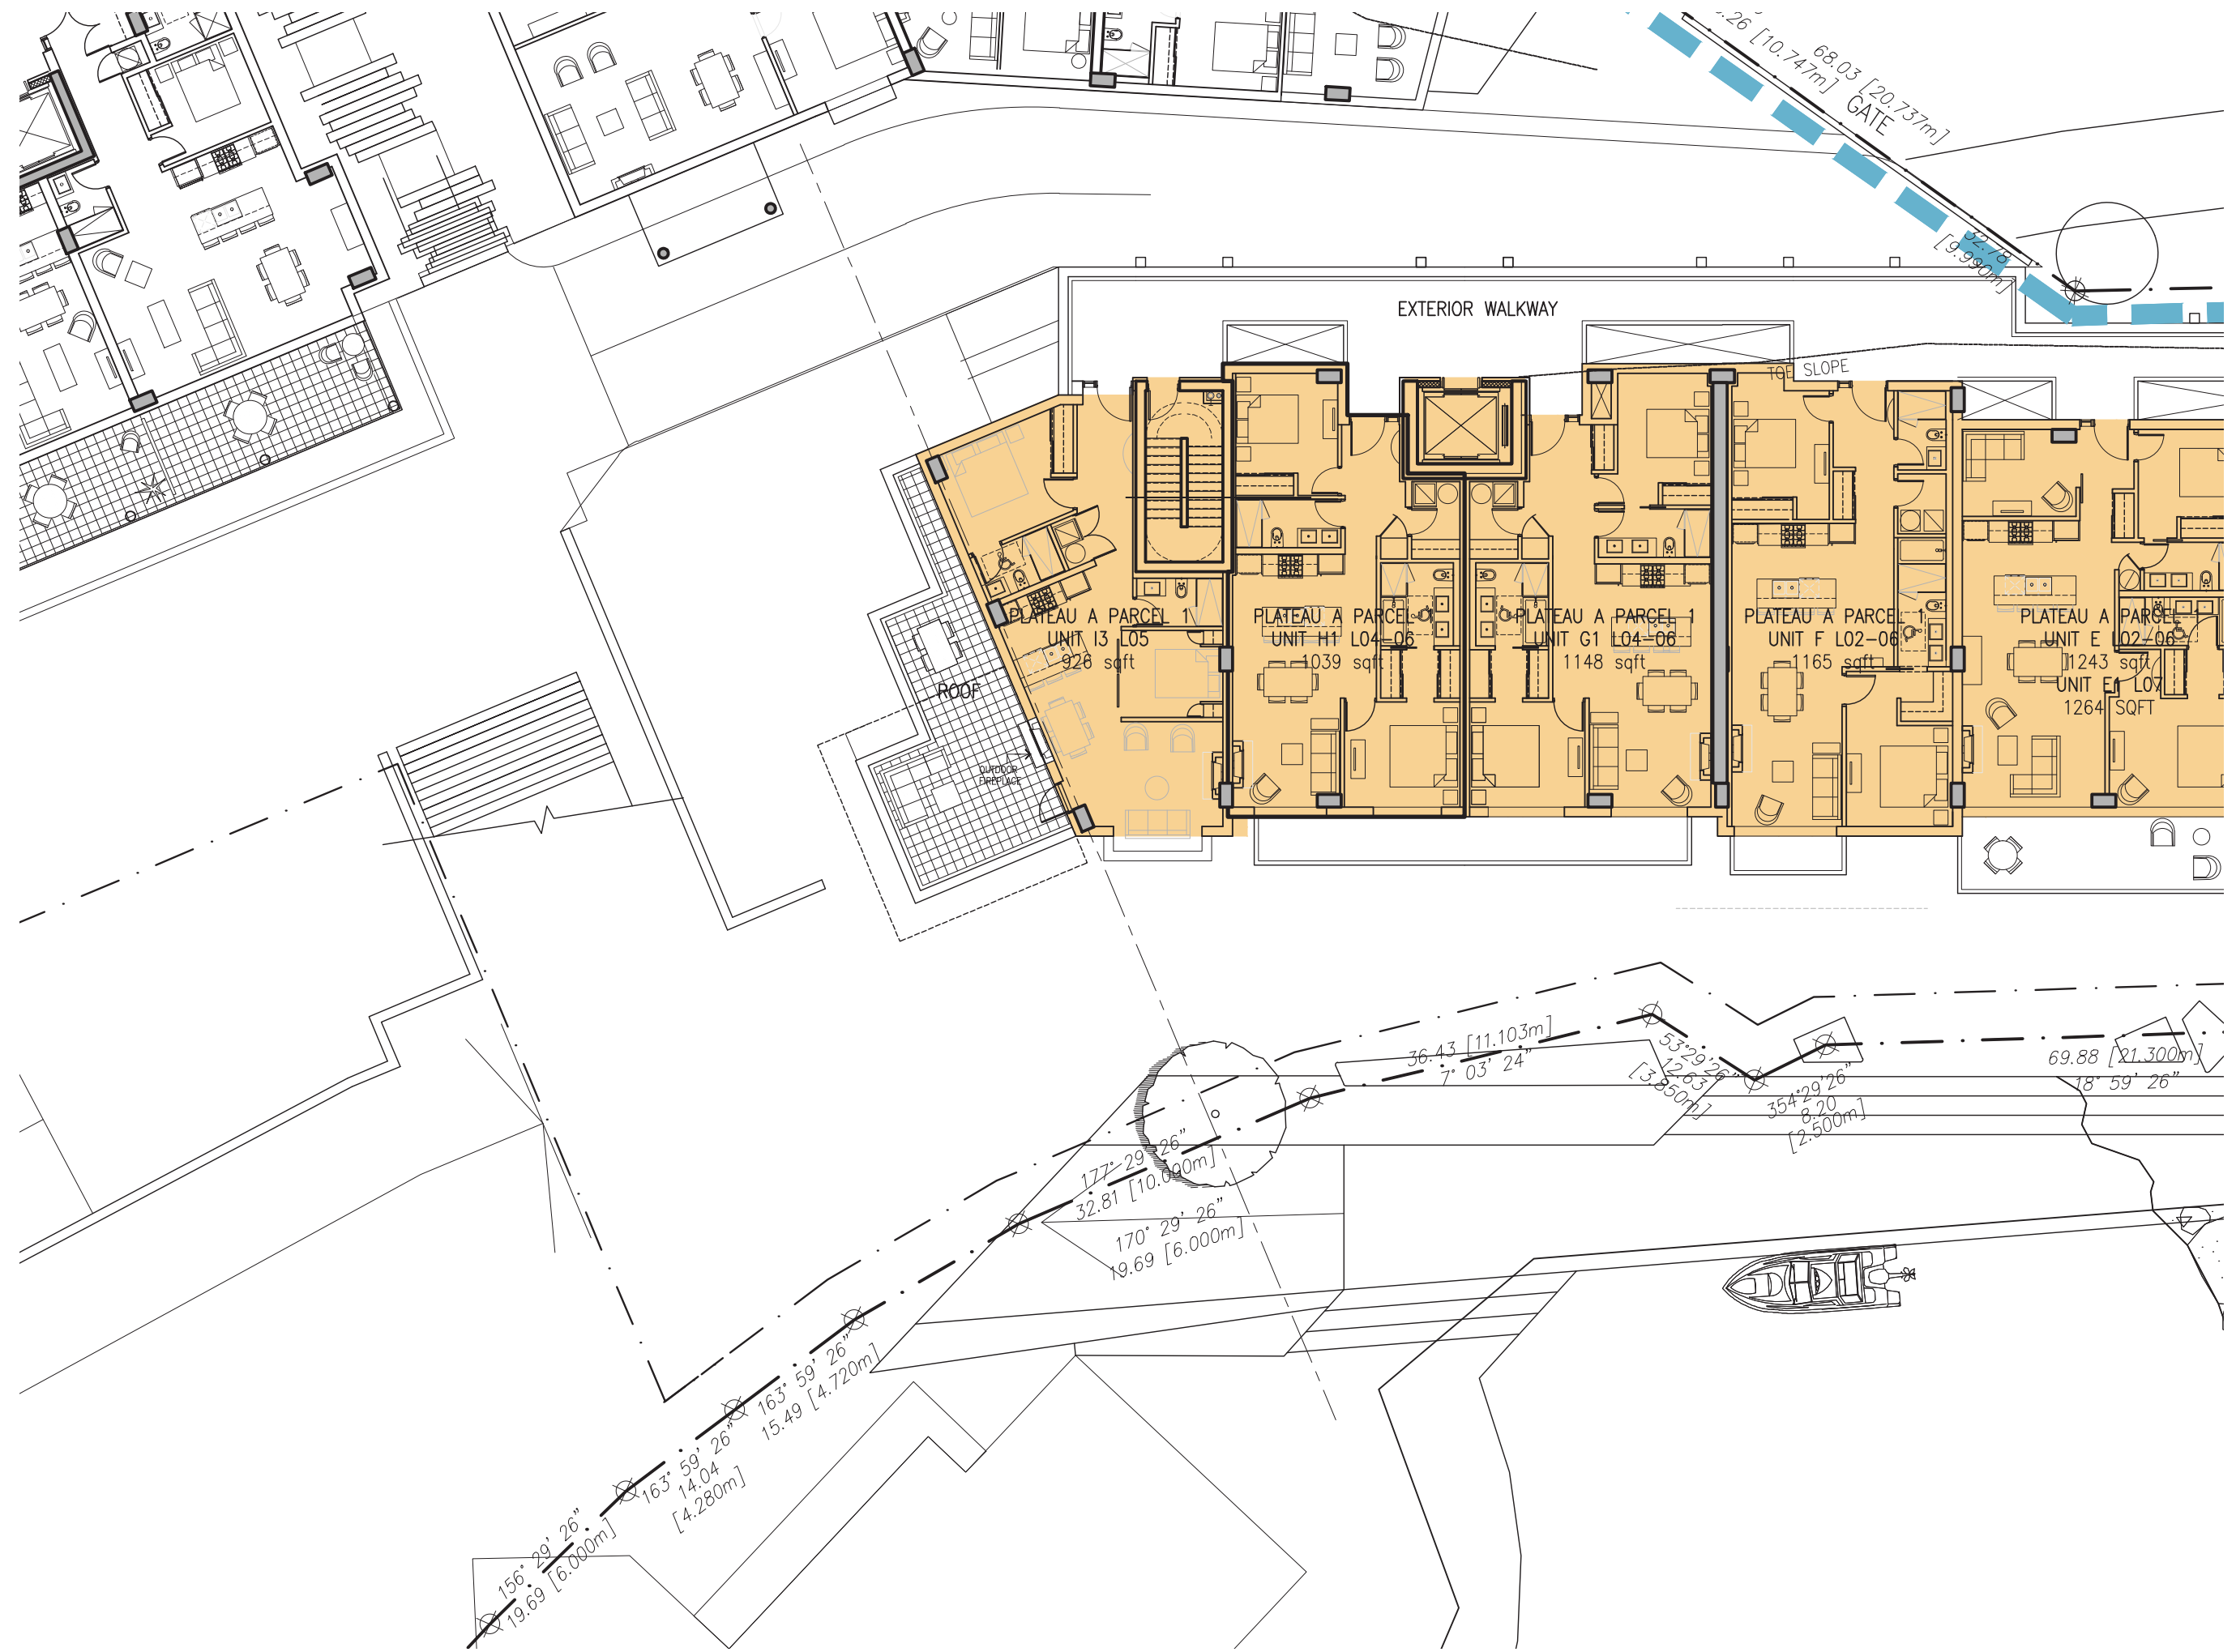 .26 [10.747m]
68.03 [20.737m]
GATE
32.78
[9.990m]
EXTERIOR WALKWAY
TOE SLOPE
PLATEAU A PARCEL 1
UNIT I3 L05
926 sqft
PLATEAU A PARCEL 1
UNIT H1 L04-06
1039 sqft
PLATEAU A PARCEL 1
UNIT G1 L04-06
1148 sqft
PLATEAU A PARCEL 1
UNIT F L02-06
1165 sqft
PLATEAU A PARCEL
UNIT E L02-06
1243 sqft
UNIT E1 L07
1264 SQFT
ROOF
OUTDOOR
FIREPLACE
36.43 [11.103m]
7° 03' 24"
53°29'26"
12.63
[3.850m]
354°29'26"
8.20
[2.500m]
69.88 [21.300m]
18° 59' 26"
177° 29' 26"
32.81 [10.000m]
170° 29' 26"
19.69 [6.000m]
163° 59' 26"
15.49 [4.720m]
163° 59' 26"
14.04
[4.280m]
156° 29' 26"
19.69 [6.000m]